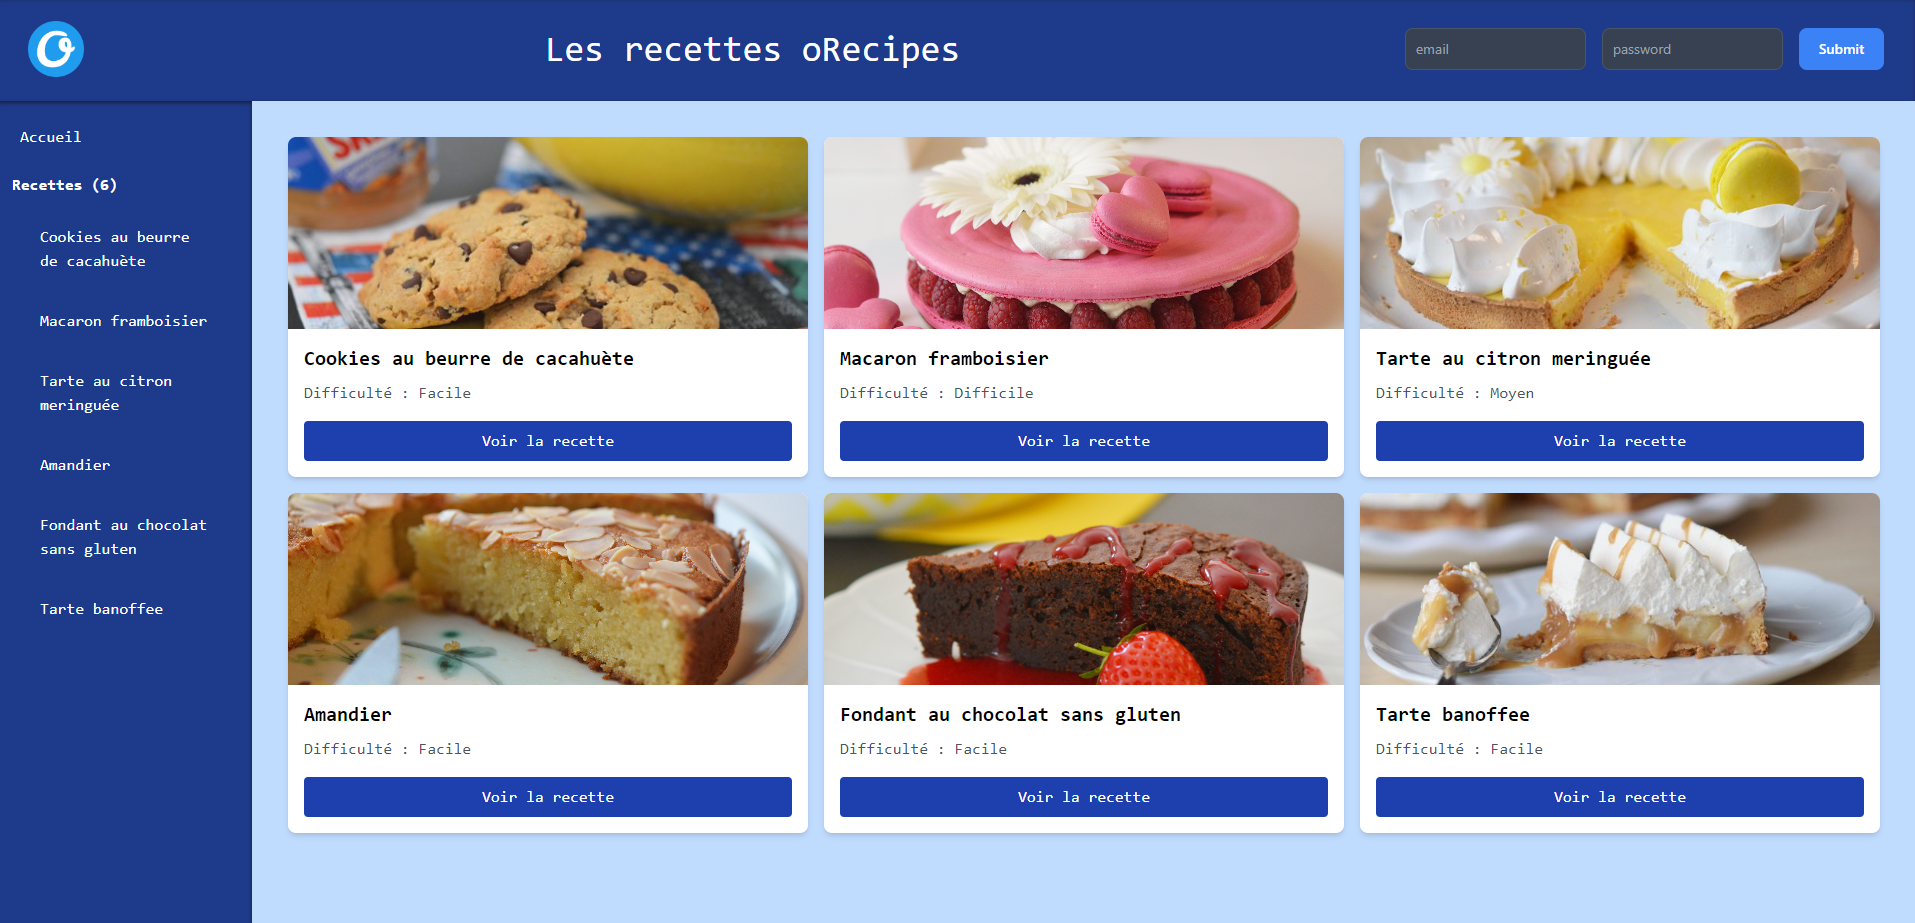 Les recettes oRecipes
email
password
Submit
Accueil
Recettes (6)
Cookies au beurre
de cacahuète
Macaron framboisier
Tarte au citron
meringuée
Amandier
Fondant au chocolat
sans gluten
Tarte banoffee
Cookies au beurre de cacahuète
Difficulté : Facile
Voir la recette
Macaron framboisier
Difficulté : Difficile
Voir la recette
Tarte au citron meringuée
Difficulté : Moyen
Voir la recette
Amandier
Difficulté : Facile
Voir la recette
Fondant au chocolat sans gluten
Difficulté : Facile
Voir la recette
Tarte banoffee
Difficulté : Facile
Voir la recette